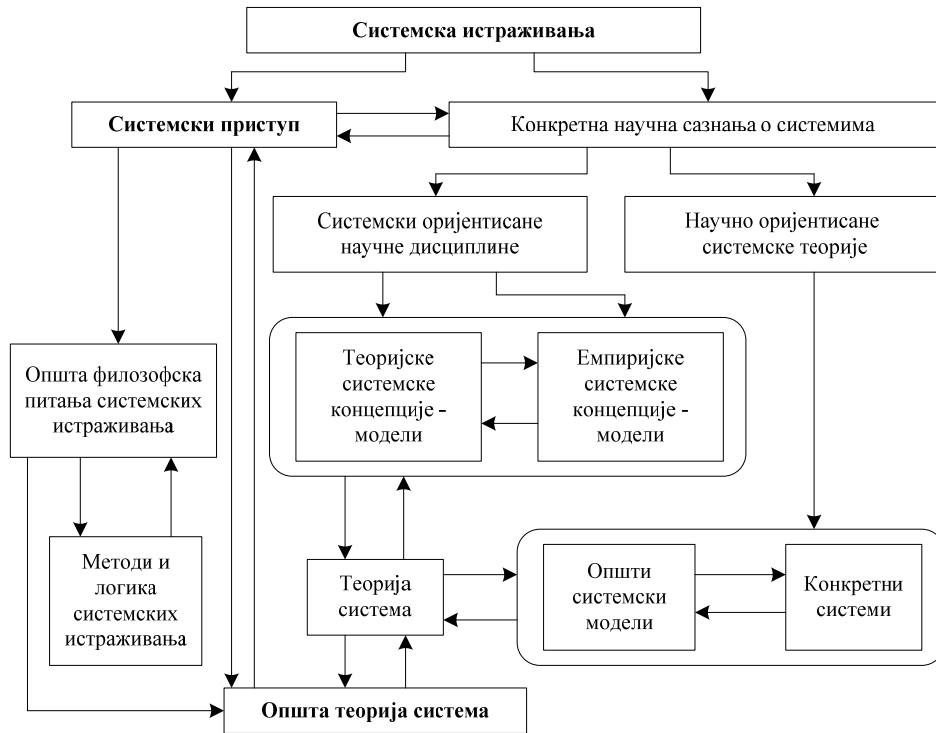 Системска истраживања
Системски приступ
Конкретна научна сазнања о системима
Системски оријентисане
научне дисциплине
Научно оријентисане
системске теорије
Теоријске
системске
концепције -
модели
Емпиријске
системске
концепције -
модели
Општа филозофска
питања системских
истраживања
Методи и
логика
системских
истраживања
Теорија
система
Општи
системски
модели
Конкретни
системи
Општа теорија система